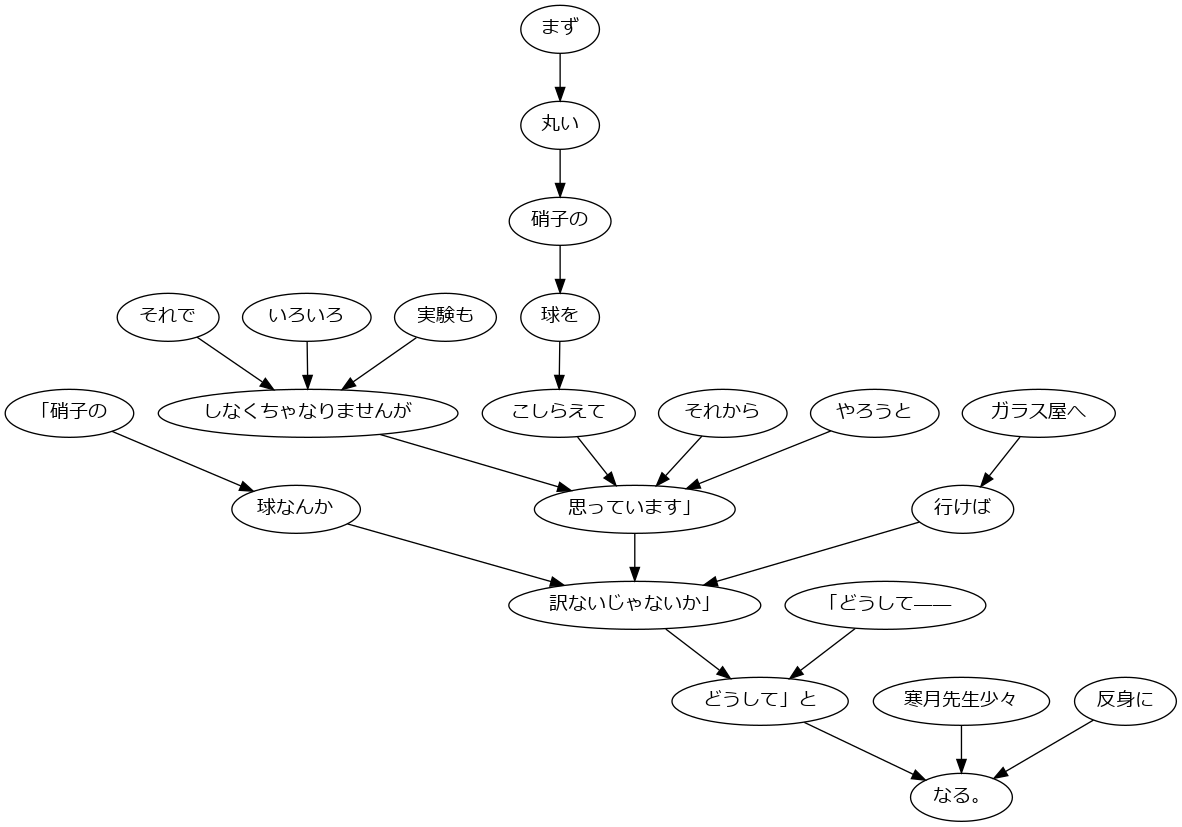 まず
丸い
硝子の
それで
いろいろ
実験も
球を
「硝子の
しなくちゃなりませんが
こしらえて
それから
やろうと
ガラス屋へ
球なんか
思っています」
行けば
訳ないじゃないか」
「どうして――
どうして」と
寒月先生少々
反身に
なる。